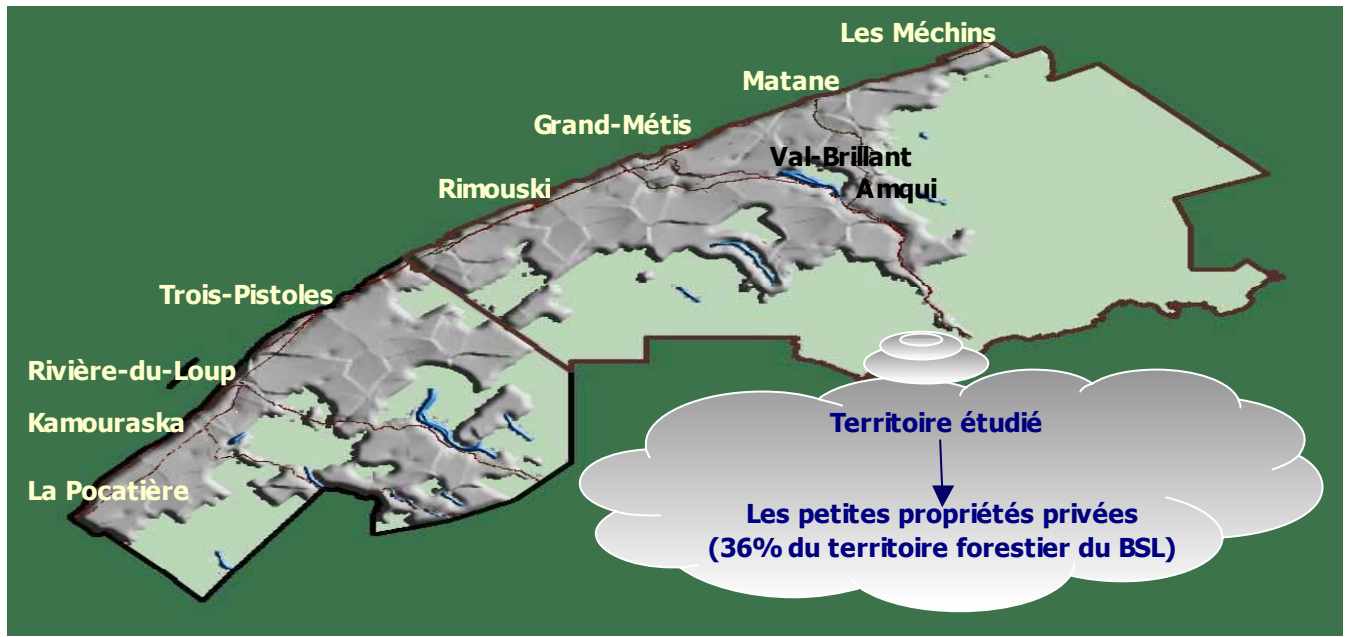 Les Méchins
Matane
Grand-Métis
Val-Brillant
Rimouski
Amqui
Trois-Pistoles
Rivière-du-Loup
Kamouraska
La Pocatière
Territoire étudié
Les petites propriétés privées
(36% du territoire forestier du BSL)